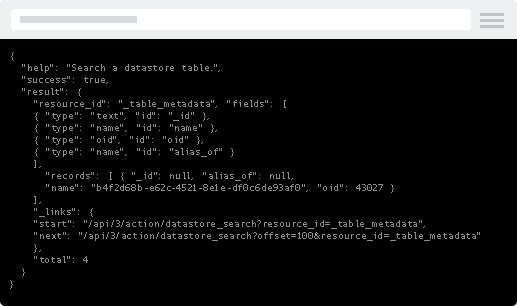 {
"help": "Search a datastore table.",
"success": true,
"result": {
"resource_id": "_table_metadata", "fields": [
{ "type": "text", "id": "_id" },
{ "type": "name", "id": "name" },
{ "type": "oid", "id": "oid" },
{ "type": "name", "id": "alias_of" }
],
"records": [ { "_id": null, "alias_of": null,
"name": "b4f2d68b-e62c-4521-8e1e-df0c6de93af0", "oid": 43027 }
],
"_links": {
"start": "/api/3/action/datastore_search?resource_id=_table_metadata",
"next": "/api/3/action/datastore_search?offset=100&resource_id=_table_metadata"
},
"total": 4
}
}